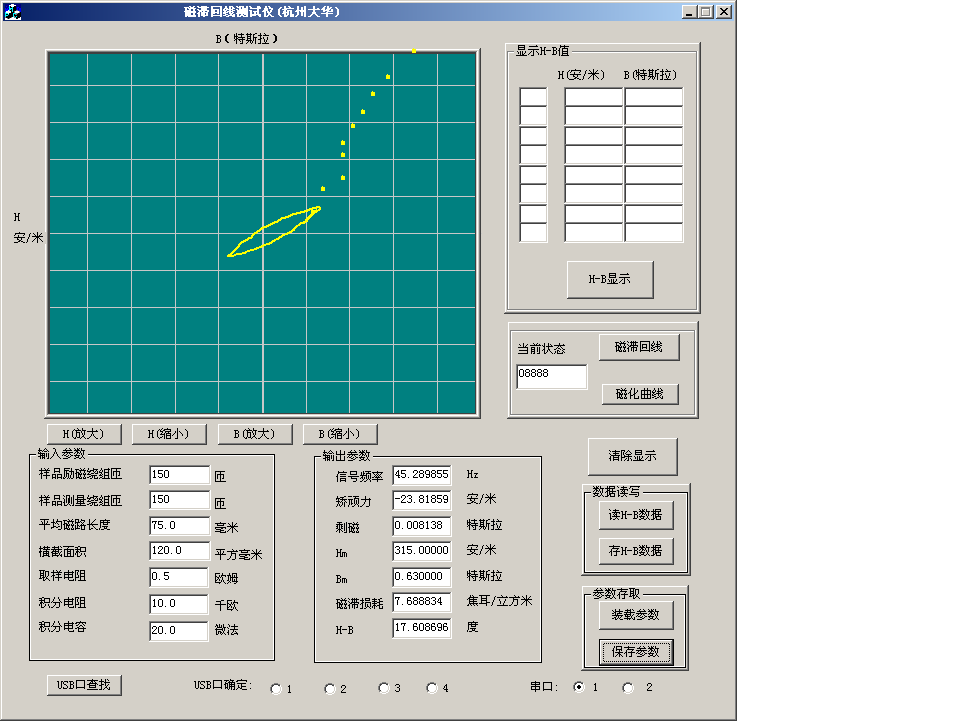 磁滞回线测试仪(杭州大华)
B(特斯拉)
H
安/米
显示H-B值
H(安/米) B(特斯拉)
H-B显示
当前状态
08888
磁滞回线
磁化曲线
H(放大) H(缩小) B(放大) B(缩小)
输入参数
样品励磁绕组匝 150 匝
样品测量绕组匝 150 匝
平均磁路长度 75.0 毫米
横截面积 120.0 平方毫米
取样电阻 0.5 欧姆
积分电阻 10.0 千欧
积分电容 20.0 微法
输出参数
信号频率 45.289855 Hz
矫顽力 -23.81859 安/米
剩磁 0.008138 特斯拉
Hm 315.00000 安/米
Bm 0.630000 特斯拉
磁滞损耗 7.688834 焦耳/立方米
H-B 17.608696 度
清除显示
数据读写
读H-B数据
存H-B数据
参数存取
装载参数
保存参数
USB口查找 USB口确定: 1 2 3 4 串口: 1 2